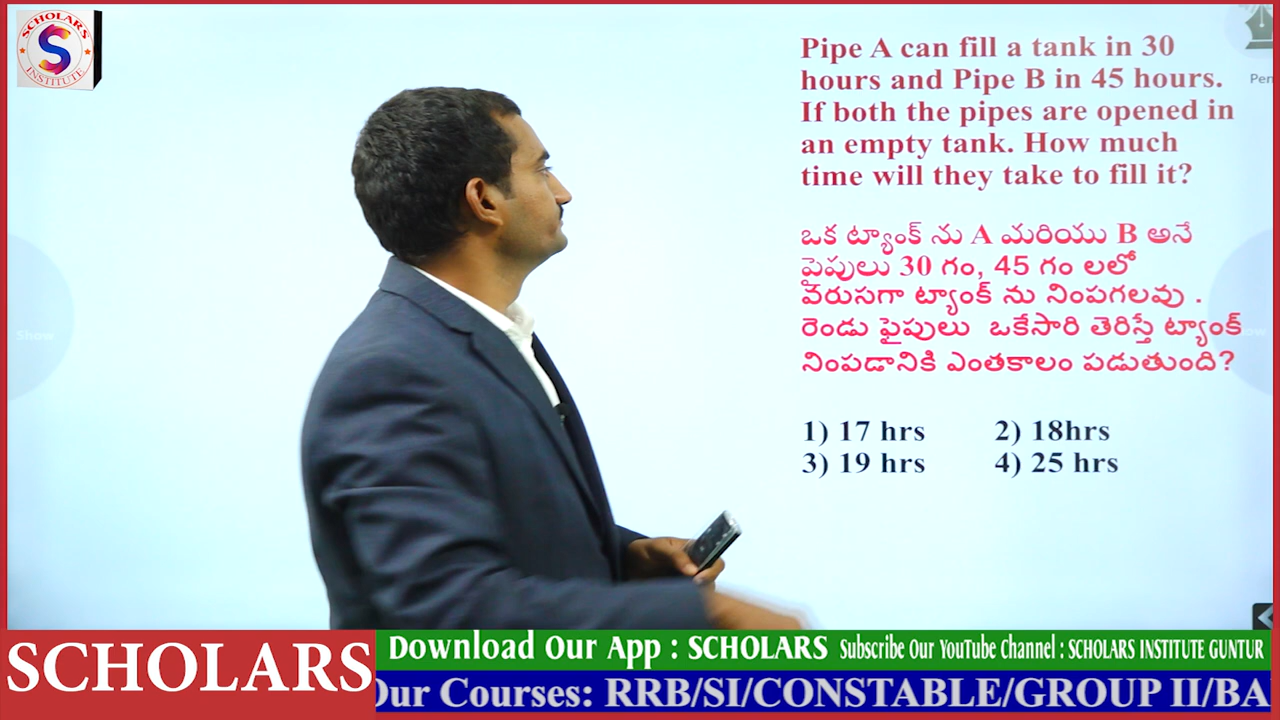 SCHOLARS
S
INSTITUTE
Pipe A can fill a tank in 30
hours and Pipe B in 45 hours.
If both the pipes are opened in
an empty tank. How much
time will they take to fill it?
ఒక ట్యాంక్ ను A మరియు B అనే
పైపులు 30 గం, 45 గం లలో
వరుసగా ట్యాంక్ ను నింపగలవు .
రెండు ఫైపులు ఒకేసారి తెరిస్తే ట్యాంక్
నింపడానికి ఎంతకాలం పడుతుంది?
1) 17 hrs 2) 18hrs
3) 19 hrs 4) 25 hrs
Pen
Show
SCHOLARS
Download Our App : SCHOLARS Subscribe Our YouTube Channel : SCHOLARS INSTITUTE GUNTUR
Our Courses: RRB/SI/CONSTABLE/GROUP II/BA